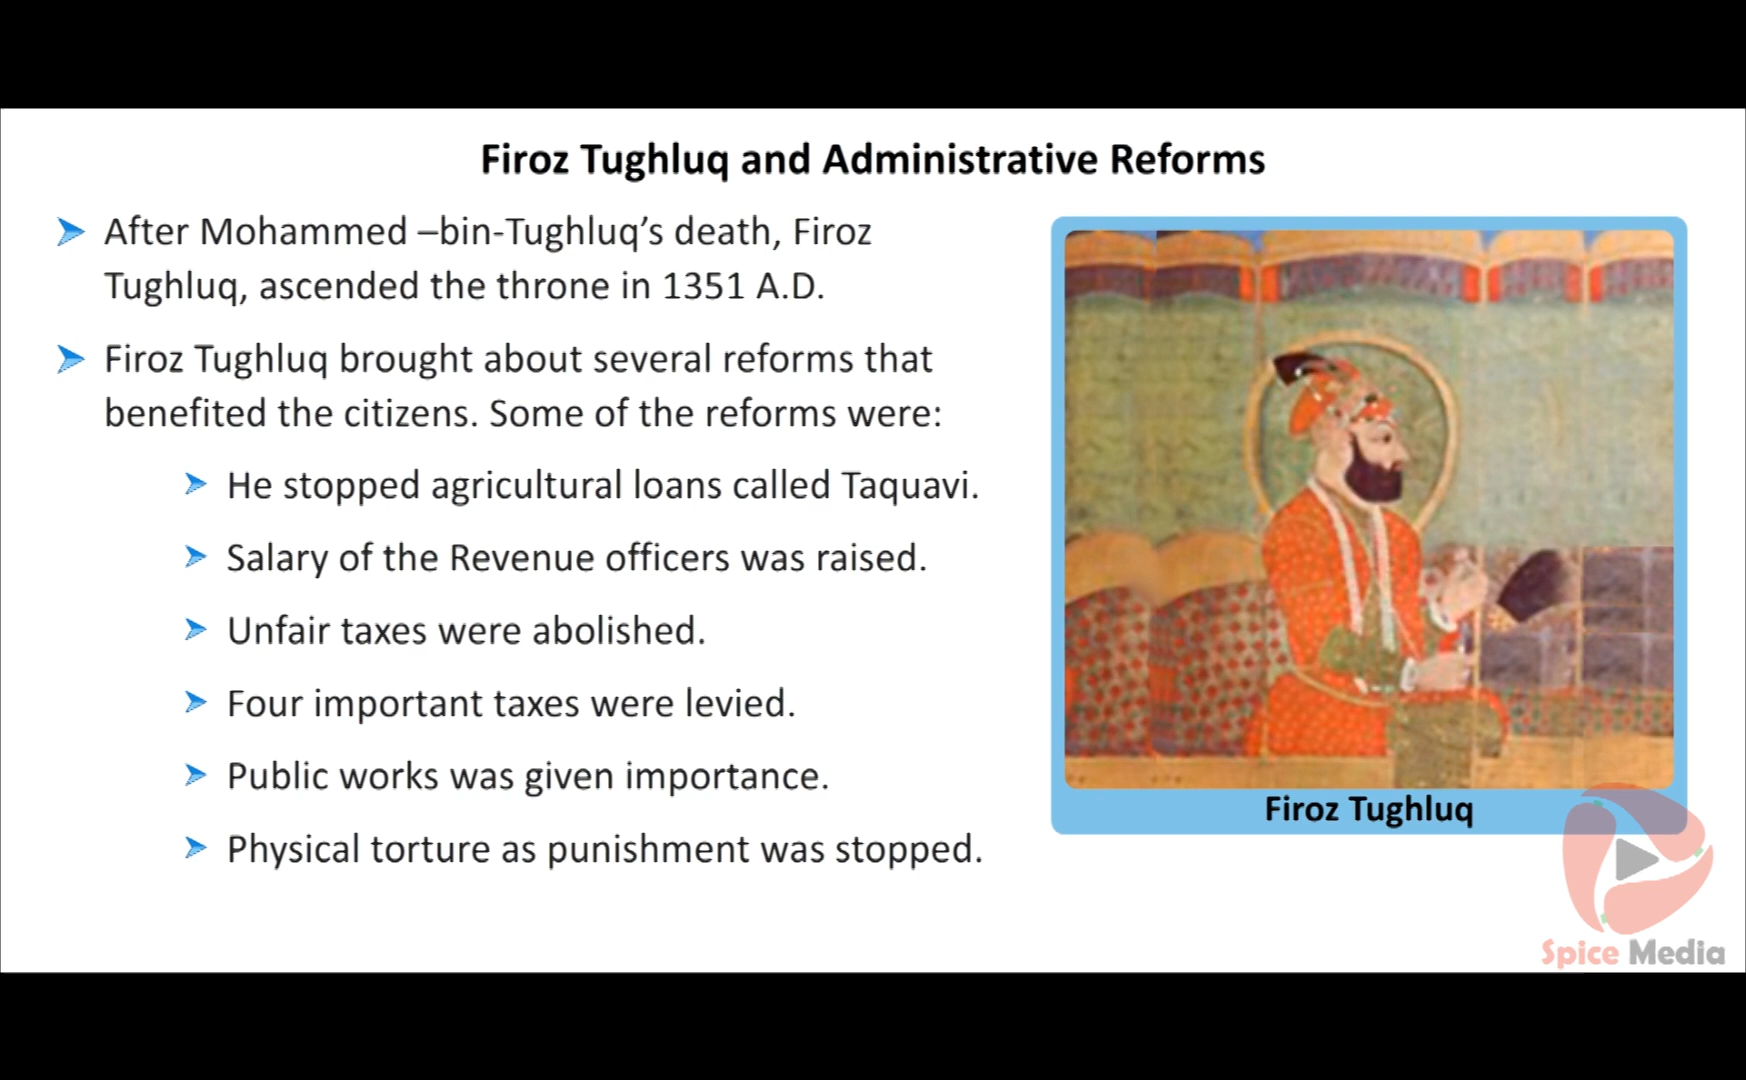 Firoz Tughluq and Administrative Reforms
After Mohammed –bin-Tughluq’s death, Firoz
Tughluq, ascended the throne in 1351 A.D.
Firoz Tughluq brought about several reforms that
benefited the citizens. Some of the reforms were:
He stopped agricultural loans called Taquavi.
Salary of the Revenue officers was raised.
Unfair taxes were abolished.
Four important taxes were levied.
Public works was given importance.
Physical torture as punishment was stopped.
Firoz Tughluq
Spice Media